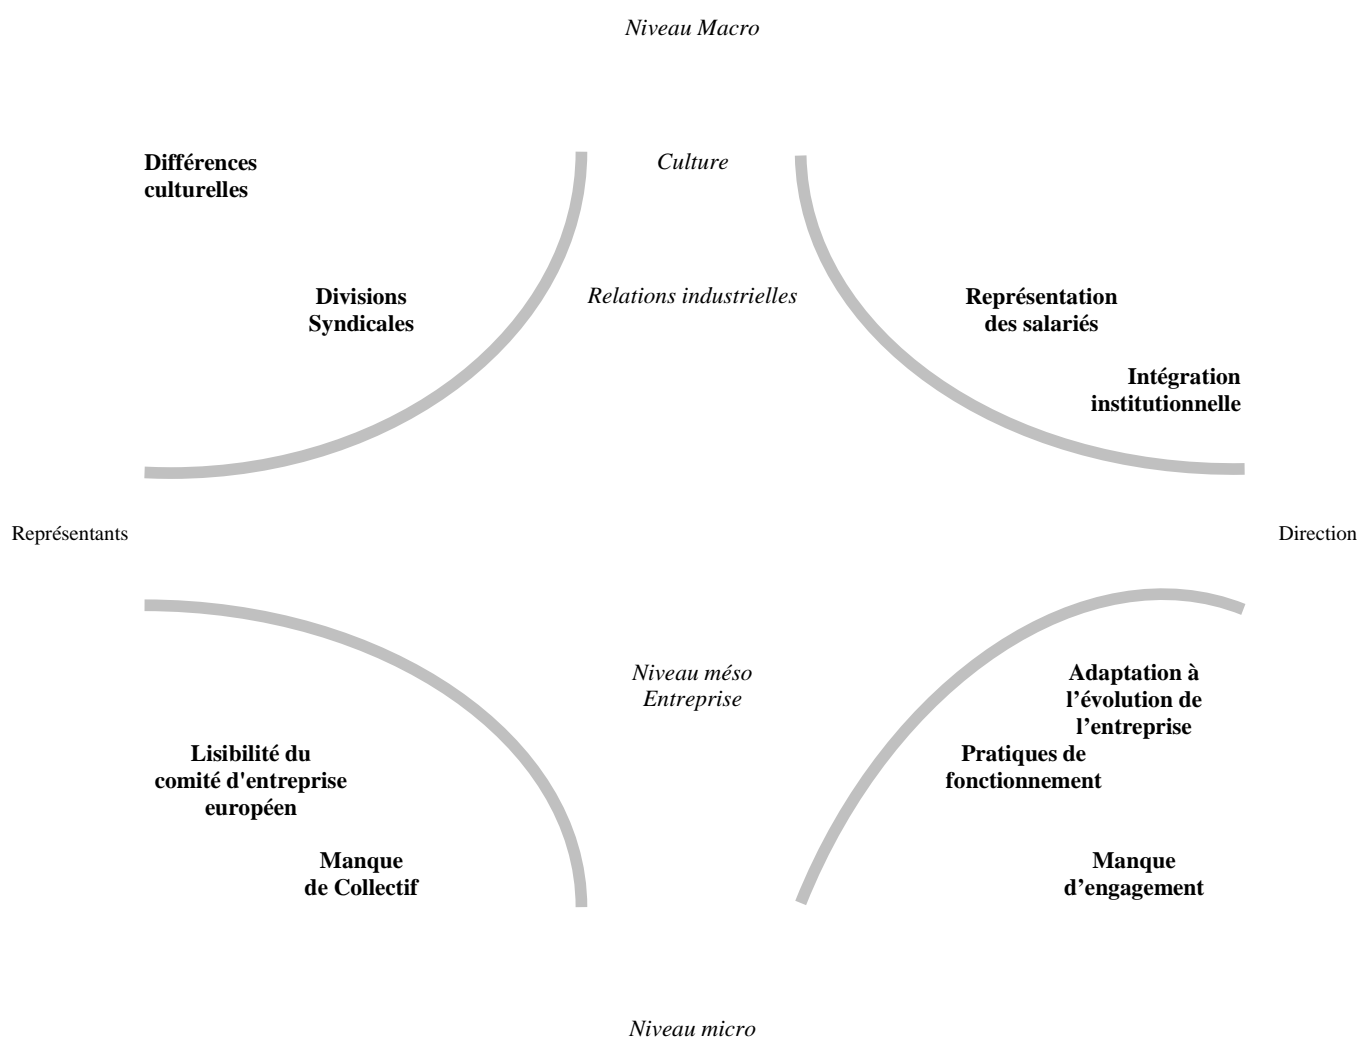 Niveau Macro
Différences
culturelles
Culture
Divisions
Syndicales
Relations industrielles
Représentation
des salariés
Intégration
institutionnelle
Représentants
Direction
Niveau méso
Entreprise
Adaptation à
l’évolution de
l’entreprise
Lisibilité du
comité d'entreprise
européen
Pratiques de
fonctionnement
Manque
de Collectif
Manque
d’engagement
Niveau micro